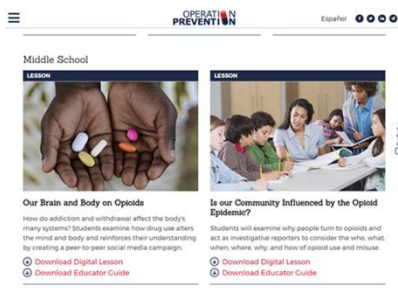 OPERATION
PREVENTION
Español
Middle School
LESSON
LESSON
Our Brain and Body on Opioids
How do addiction and withdrawal affect the body's
many systems? Students examine how drug use alters
the mind and body and reinforces their understanding
by creating a peer-to-peer social media campaign.
Download Digital Lesson
Download Educator Guide
Is our Community Influenced by the Opioid
Epidemic?
Students will examine why people turn to opioids and
act as investigative reporters to consider the who, what,
when, where, why, and how of opioid use and misuse.
Download Digital Lesson
Download Educator Guide